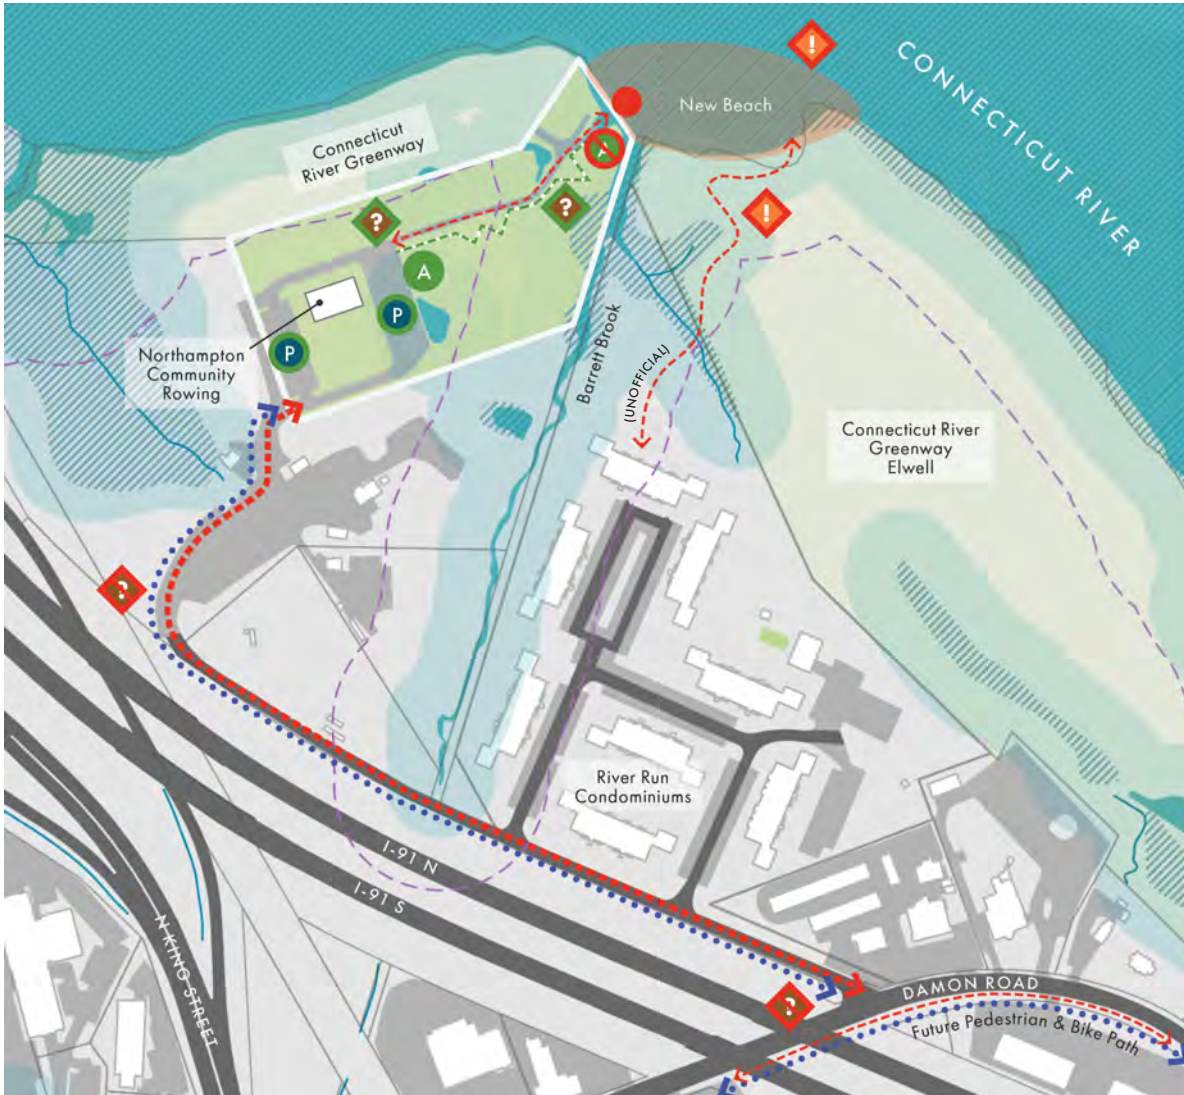 !
CONNECTICUT RIVER
New Beach
Connecticut
River Greenway
A
?
?
!
A
P
P
Northampton
Community
Rowing
Barrett Brook
(UNOFFICIAL)
Connecticut River
Greenway
Elwell
?
River Run
Condominiums
I-91 N
I-91 S
N KING STREET
?
DAMON ROAD
Future Pedestrian & Bike Path